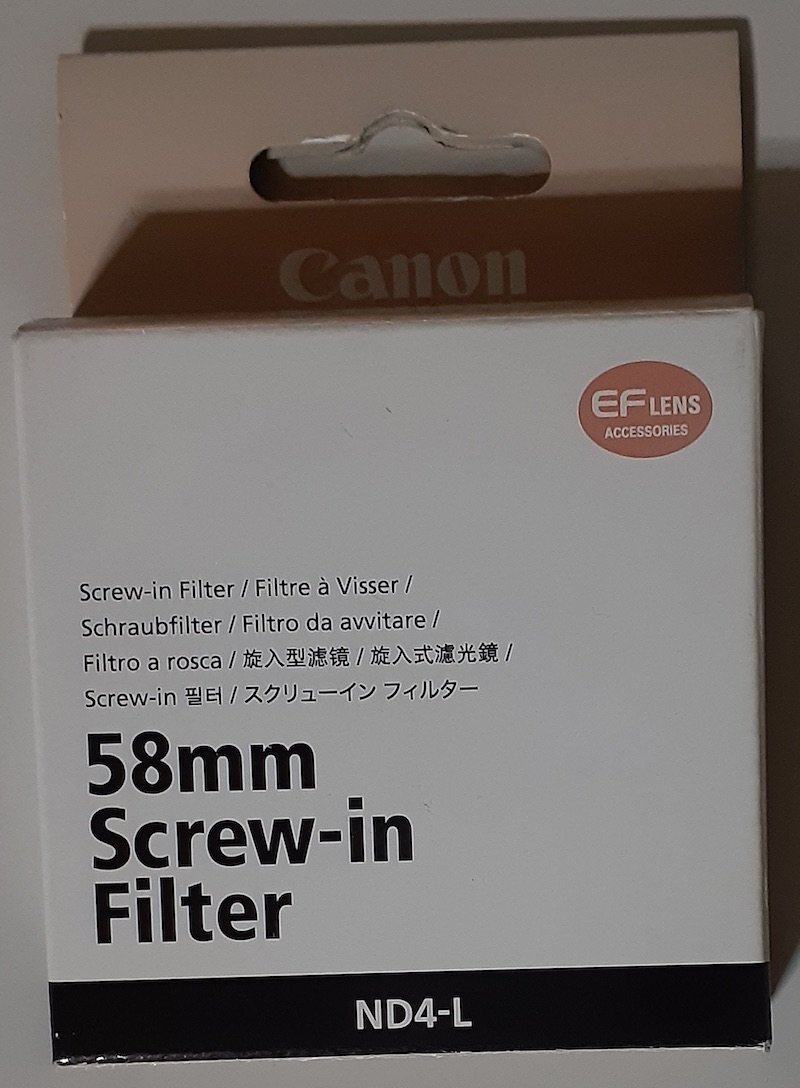 Canon
EF LENS
ACCESSORIES
Screw-in Filter / Filtre à Visser /
Schraubfilter / Filtro da avvitare /
Filtro a rosca / 旋入型滤镜 / 旋入式濾光鏡 /
Screw-in 필터 / スクリューイン フィルター
58mm
Screw-in
Filter
ND4-L